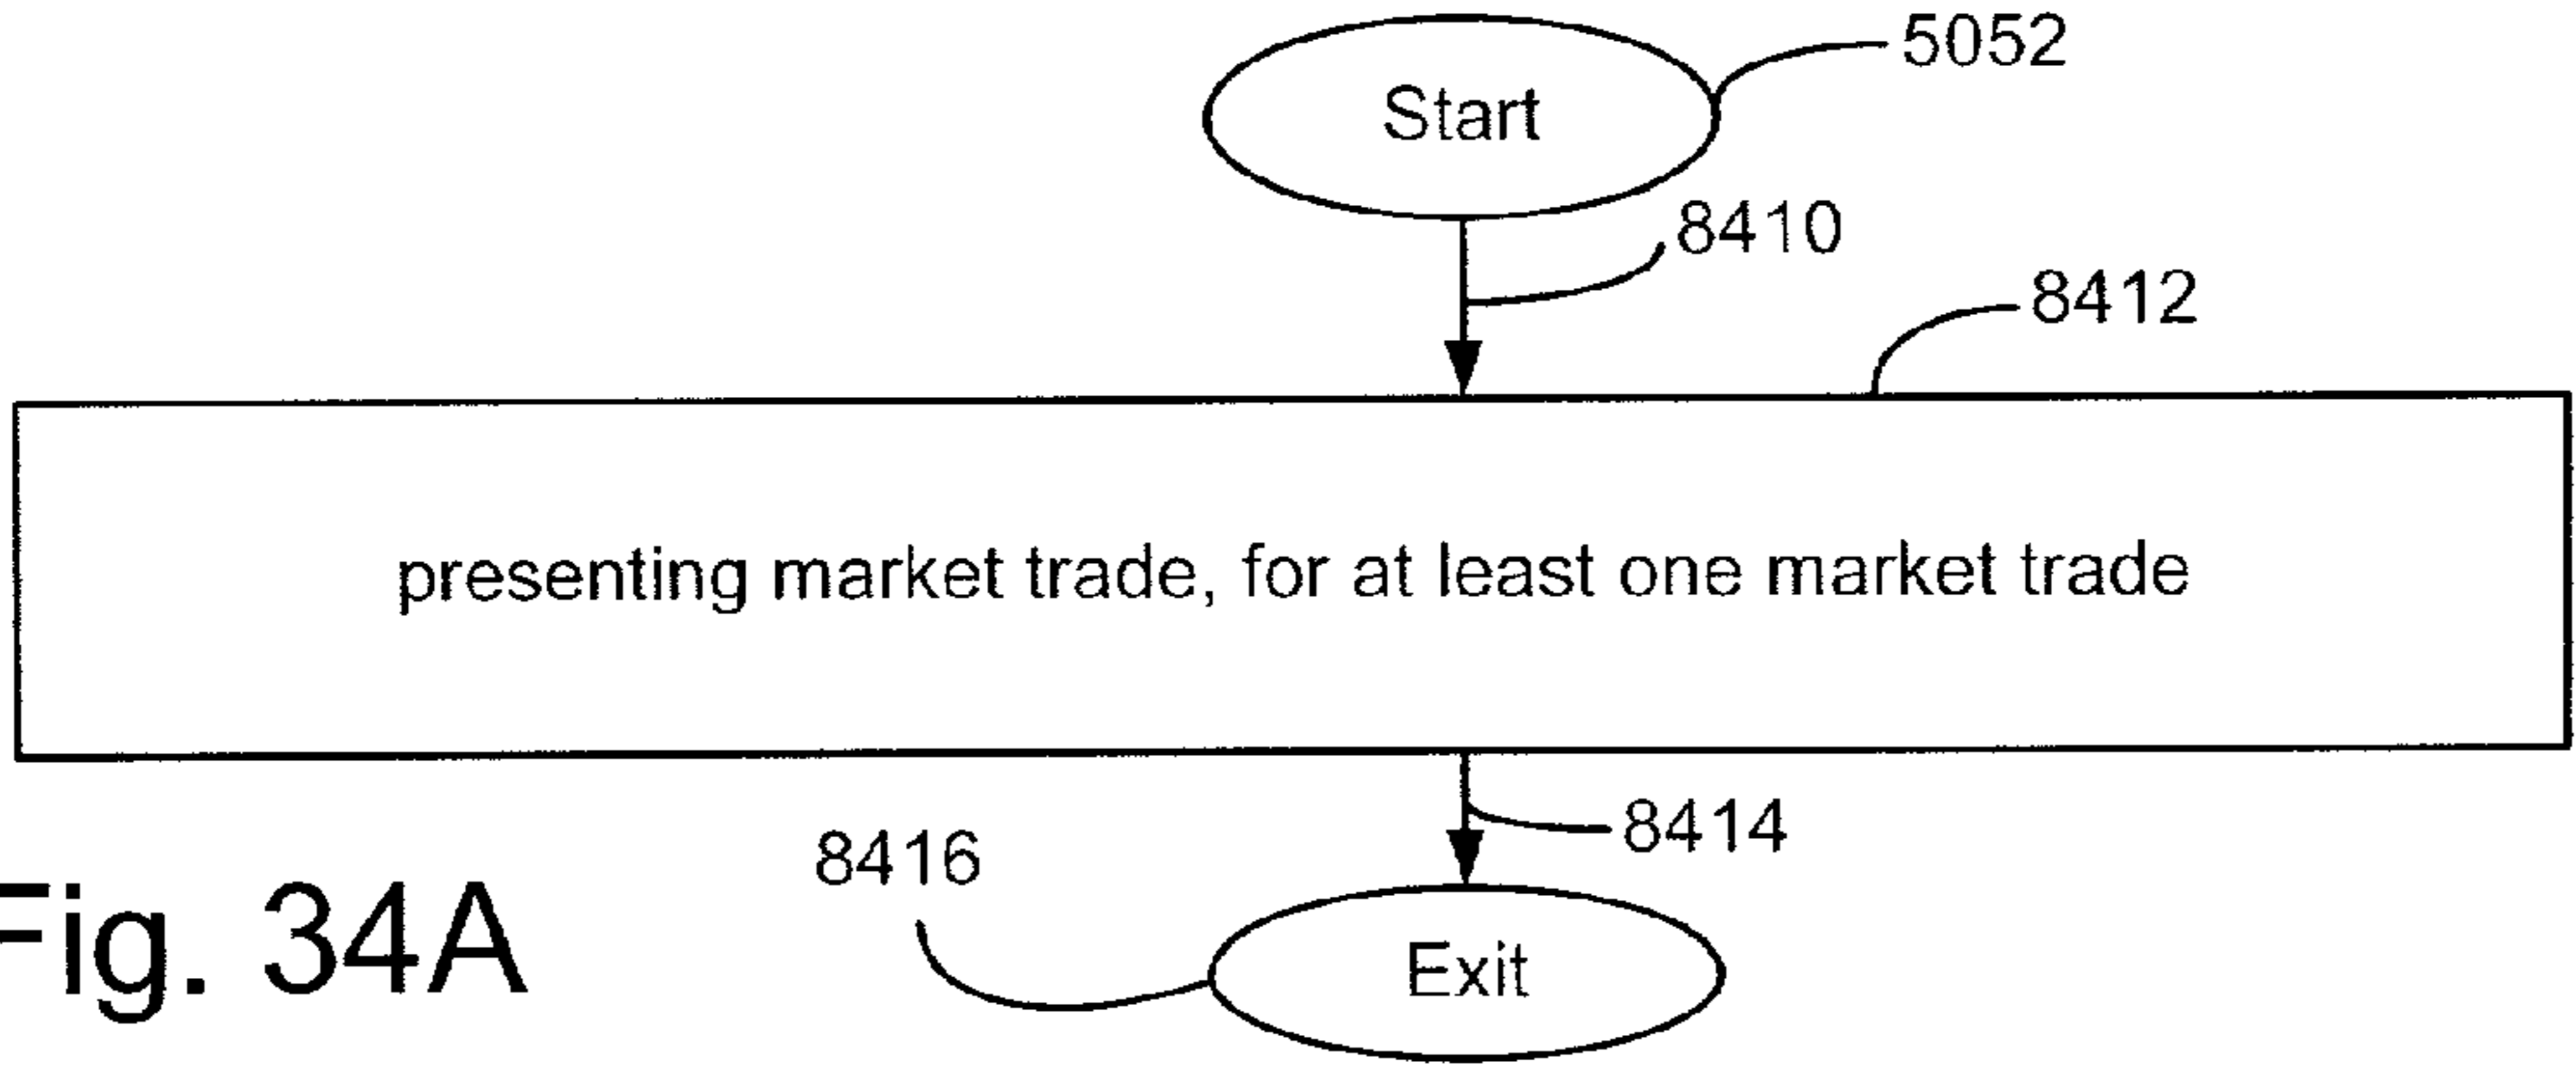 5052
Start
8410
8412
presenting market trade, for at least one market trade
8414
8416
Exit
Fig. 34A